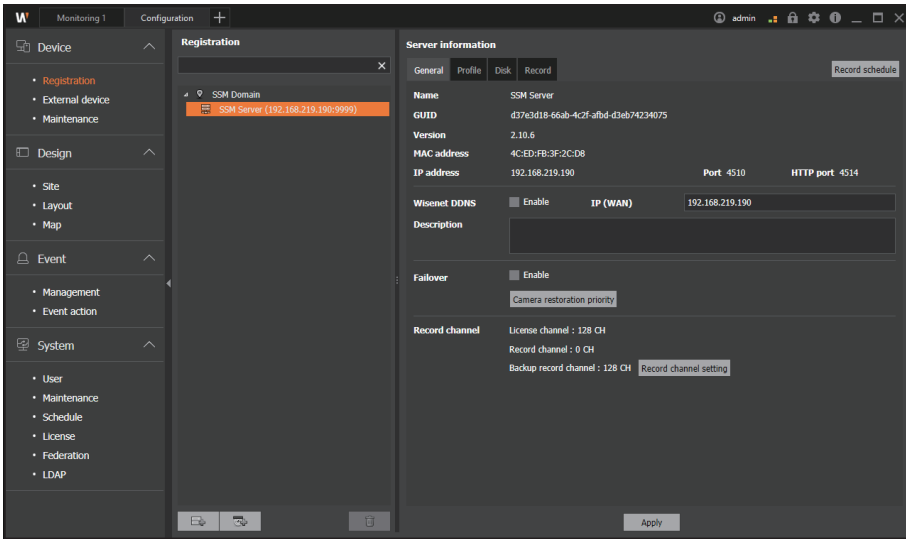 W Monitoring 1 Configuration admin
Device
• Registration
• External device
• Maintenance
Design
• Site
• Layout
• Map
Event
• Management
• Event action
System
• User
• Maintenance
• Schedule
• License
• Federation
• LDAP
Registration
SSM Domain
SSM Server (192.168.219.190:9999)
Server information
General Profile Disk Record Record schedule
Name SSM Server
GUID d37e3d18-66ab-4c2f-afbd-d3eb74234075
Version 2.10.6
MAC address 4C:ED:FB:3F:2C:D8
IP address 192.168.219.190 Port 4510 HTTP port 4514
Wisenet DDNS Enable IP (WAN) 192.168.219.190
Description
Failover Enable
Camera restoration priority
Record channel License channel : 128 CH
Record channel : 0 CH
Backup record channel : 128 CH Record channel setting
Apply